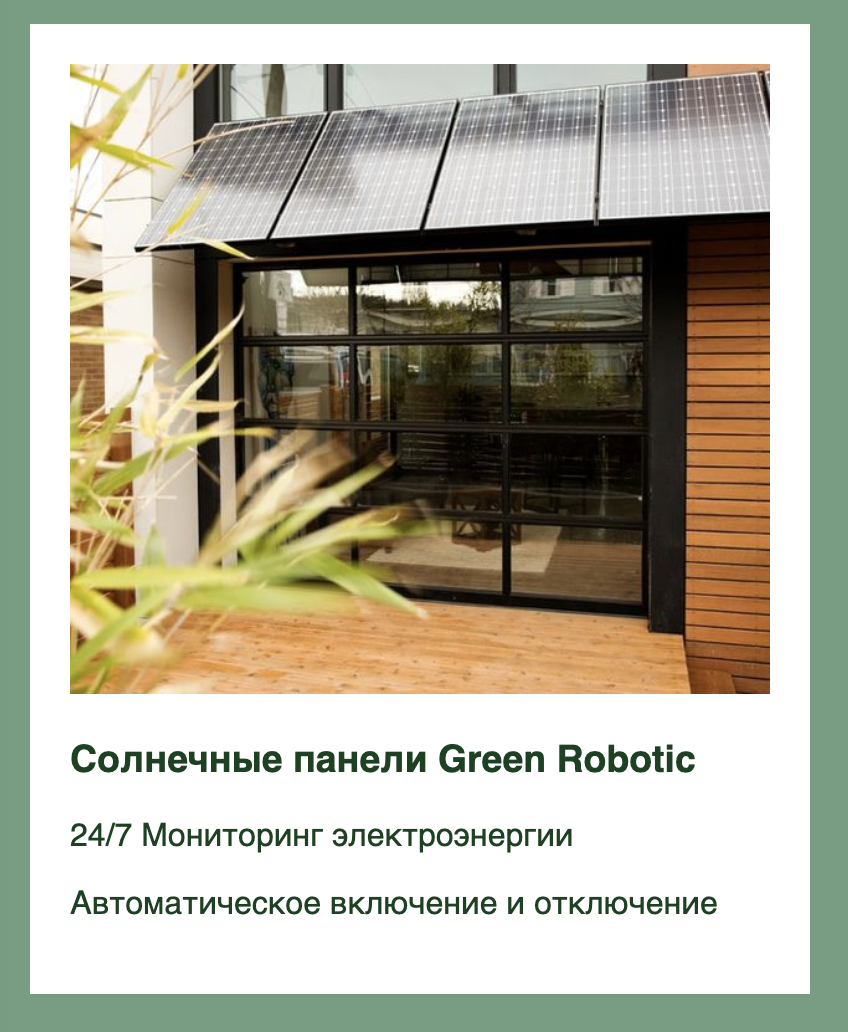 Солнечные панели Green Robotic
24/7 Мониторинг электроэнергии
Автоматическое включение и отключение